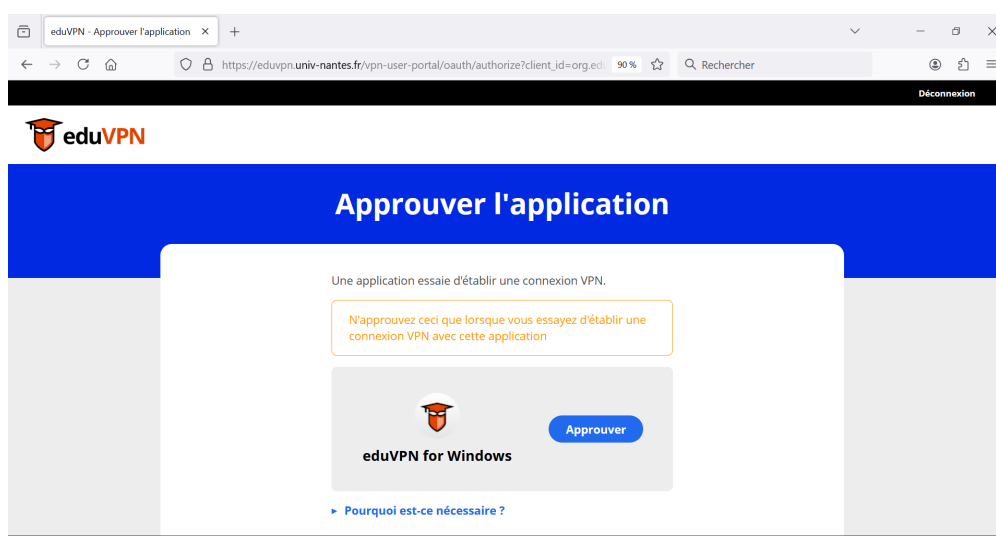 eduVPN - Approuver l'application
https://eduvpn.univ-nantes.fr/vpn-user-portal/oauth/authorize?client_id=org.edu
90 %
Rechercher
Déconnexion
eduVPN
Approuver l'application
Une application essaie d'établir une connexion VPN.
N'approuvez ceci que lorsque vous essayez d'établir une
connexion VPN avec cette application
Approuver
eduVPN for Windows
Pourquoi est-ce nécessaire ?